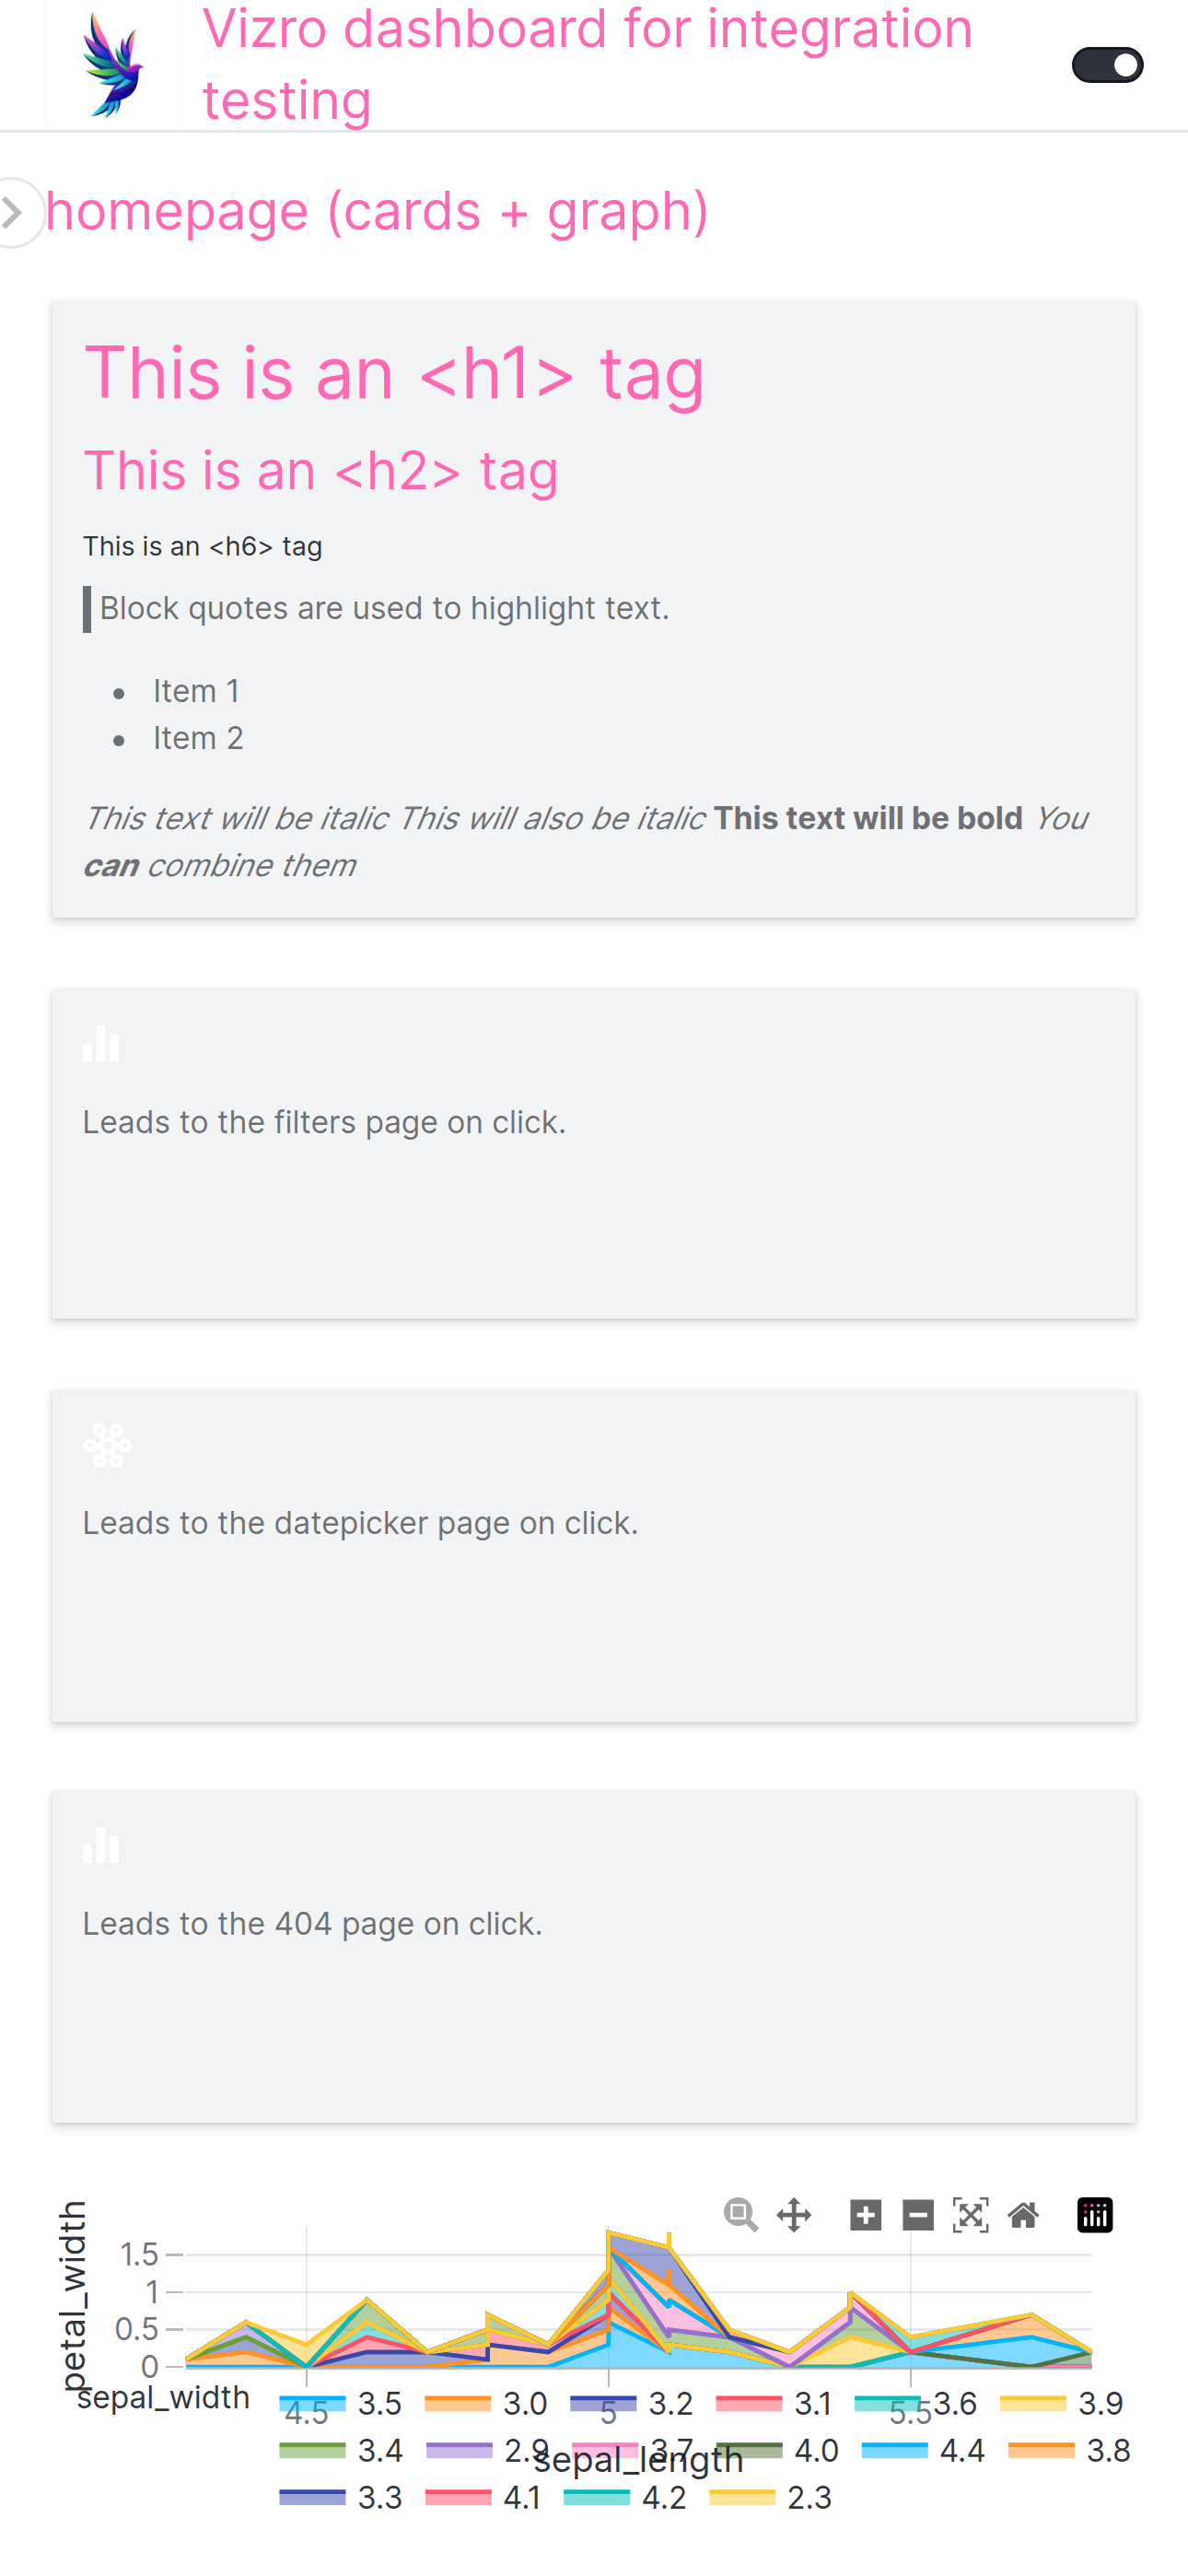 Vizro dashboard for integration
testing
homepage (cards + graph)
This is an <h1> tag
This is an <h2> tag
This is an <h6> tag
Block quotes are used to highlight text.
Item 1
Item 2
This text will be italic This will also be italic This text will be bold You
can combine them
Leads to the filters page on click.
Leads to the datepicker page on click.
Leads to the 404 page on click.
petal_width
1.5
1
0.5
0
4.5 5 5.5
sepal_length
sepal_width
3.5 3.0 3.2 3.1 3.6 3.9
3.4 2.9 3.7 4.0 4.4 3.8
3.3 4.1 4.2 2.3